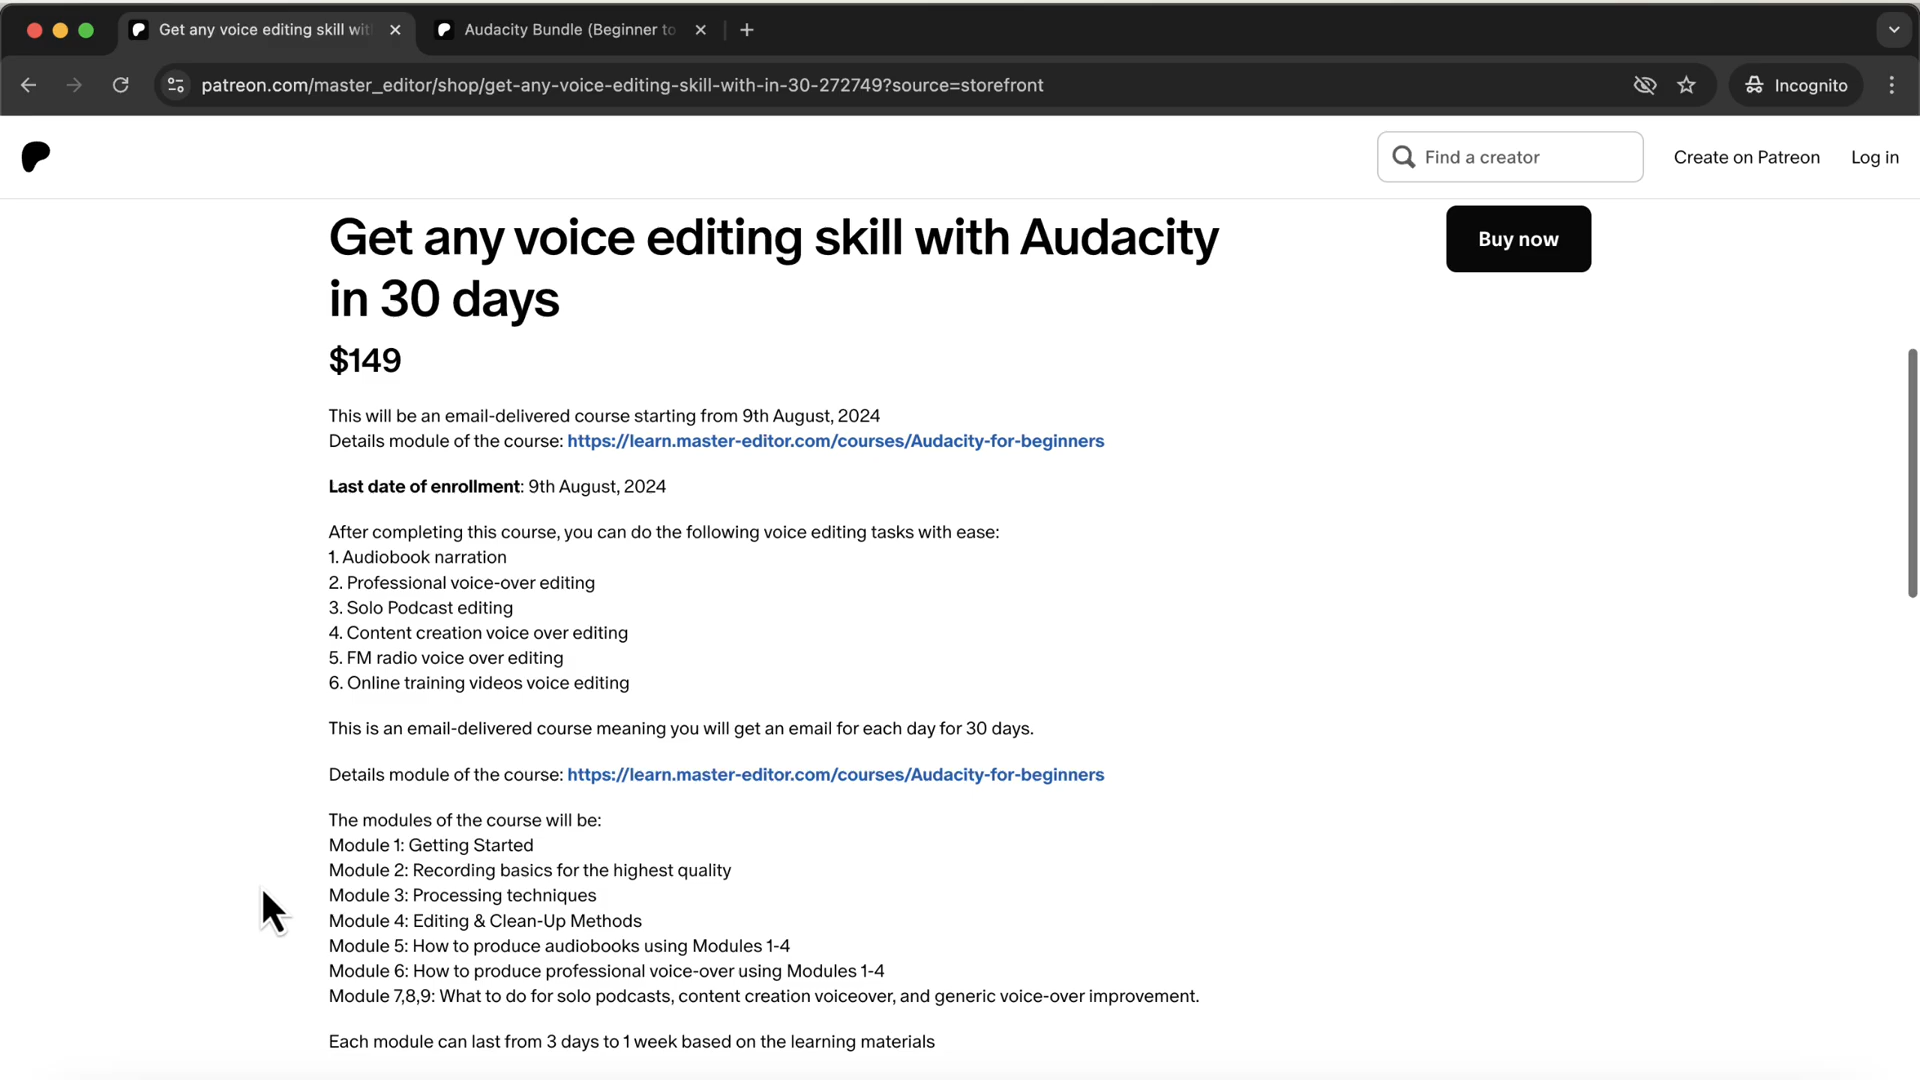 Get any voice editing skill wit
Audacity Bundle (Beginner to
patreon.com/master_editor/shop/get-any-voice-editing-skill-with-in-30-272749?source=storefront
Incognito
Find a creator
Create on Patreon
Log in
Get any voice editing skill with Audacity
in 30 days
Buy now
$149
This will be an email-delivered course starting from 9th August, 2024
Details module of the course: https://learn.master-editor.com/courses/Audacity-for-beginners
Last date of enrollment: 9th August, 2024
After completing this course, you can do the following voice editing tasks with ease:
1. Audiobook narration
2. Professional voice-over editing
3. Solo Podcast editing
4. Content creation voice over editing
5. FM radio voice over editing
6. Online training videos voice editing
This is an email-delivered course meaning you will get an email for each day for 30 days.
Details module of the course: https://learn.master-editor.com/courses/Audacity-for-beginners
The modules of the course will be:
Module 1: Getting Started
Module 2: Recording basics for the highest quality
Module 3: Processing techniques
Module 4: Editing & Clean-Up Methods
Module 5: How to produce audiobooks using Modules 1-4
Module 6: How to produce professional voice-over using Modules 1-4
Module 7,8,9: What to do for solo podcasts, content creation voiceover, and generic voice-over improvement.
Each module can last from 3 days to 1 week based on the learning materials